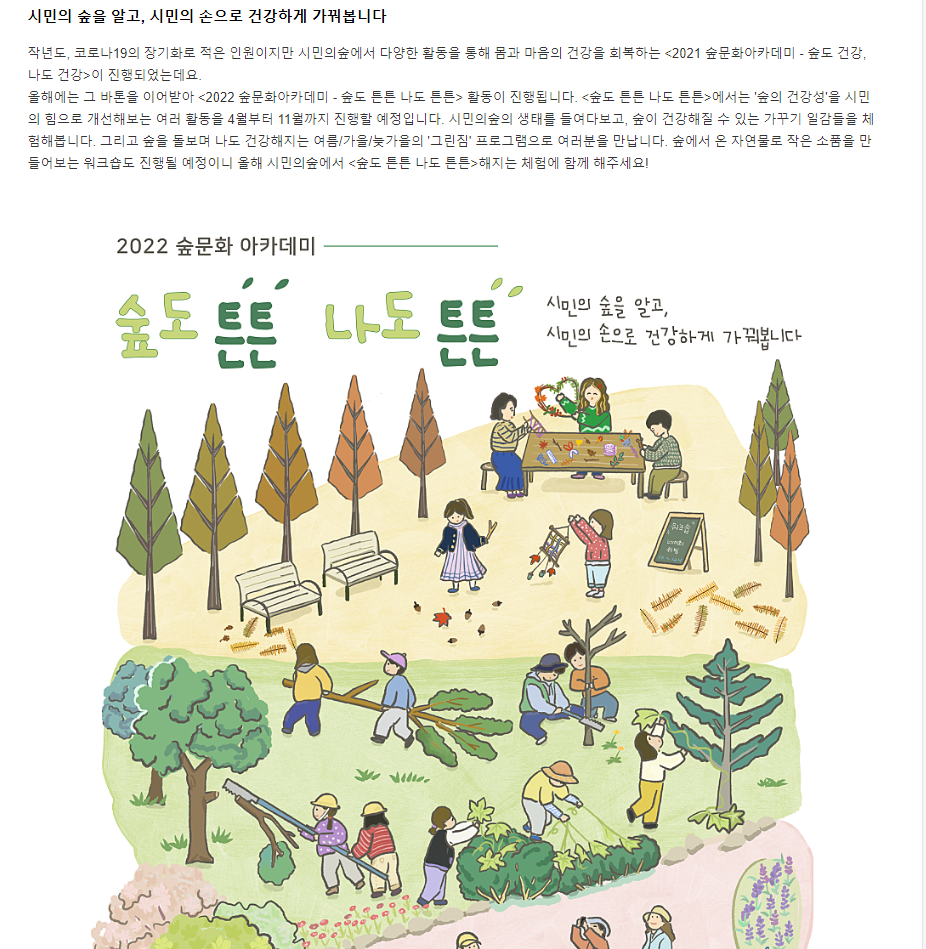 시민의 숲을 알고, 시민의 손으로 건강하게 가꿔봅니다
작년도, 코로나19의 장기화로 적은 인원이지만 시민의숲에서 다양한 활동을 통해 몸과 마음의 건강을 회복하는 <2021 숲문화아카데미 - 숲도 건강,
나도 건강>이 진행되었는데요.
올해에는 그 바톤을 이어받아 <2022 숲문화아카데미 - 숲도 튼튼 나도 튼튼> 활동이 진행됩니다. <숲도 튼튼 나도 튼튼>에서는 '숲의 건강성'을 시민
의 힘으로 개선해보는 여러 활동을 4월부터 11월까지 진행할 예정입니다. 시민의숲의 생태를 들여다보고, 숲이 건강해질 수 있는 가꾸기 일감들을 체
험해봅니다. 그리고 숲을 돌보며 나도 건강해지는 여름/가을/늦가을의 '그린짐' 프로그램으로 여러분을 만납니다. 숲에서 온 자연물로 작은 소품을 만
들어보는 워크숍도 진행될 예정이니 올해 시민의숲에서 <숲도 튼튼 나도 튼튼>해지는 체험에 함께 해주세요!
2022 숲문화 아카데미
숲도 튼튼 나도 튼튼
시민의 숲을 알고,
시민의 손으로 건강하게 가꿔봅니다
워크숍